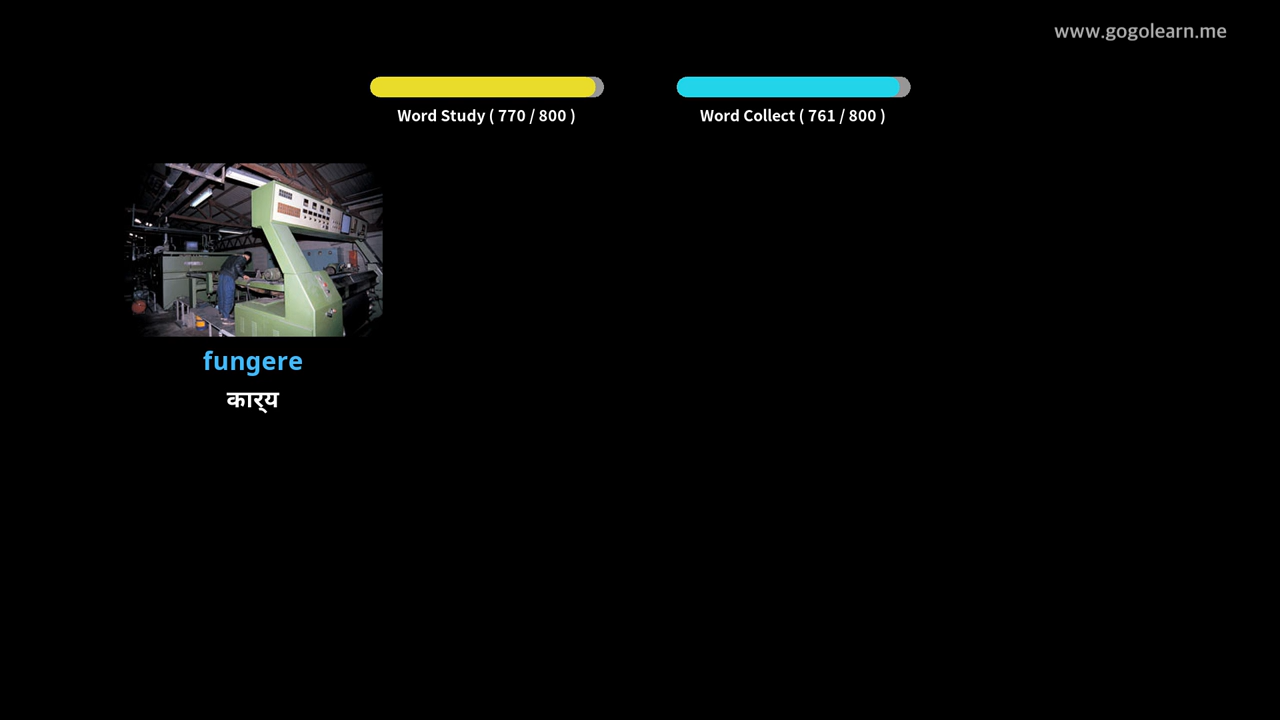 www.gogolearn.me
Word Study ( 770 / 800 )
Word Collect ( 761 / 800 )
fungere
कार्‍य